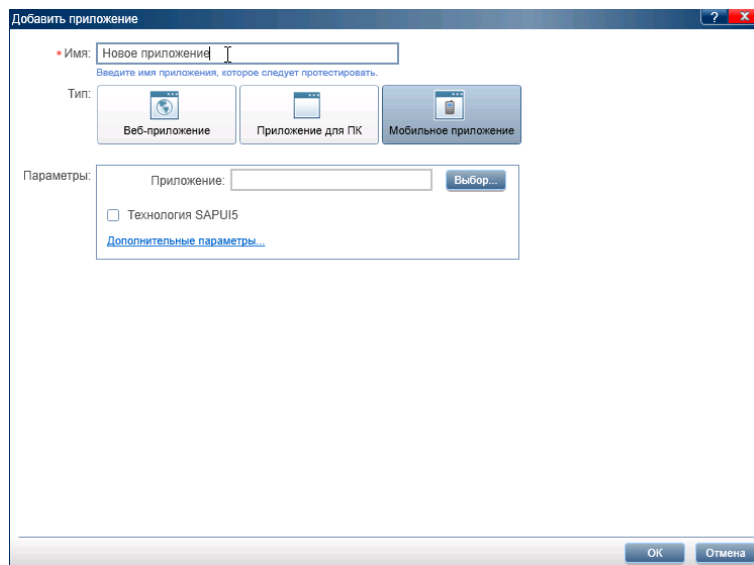 Добавить приложение
?
X
* Имя: Новое приложение
Введите имя приложения, которое следует протестировать.
Тип:
Веб-приложение Приложение для ПК Мобильное приложение
Параметры:
Приложение: Выбор...
Технология SAPUI5
Дополнительные параметры...
ОК Отмена